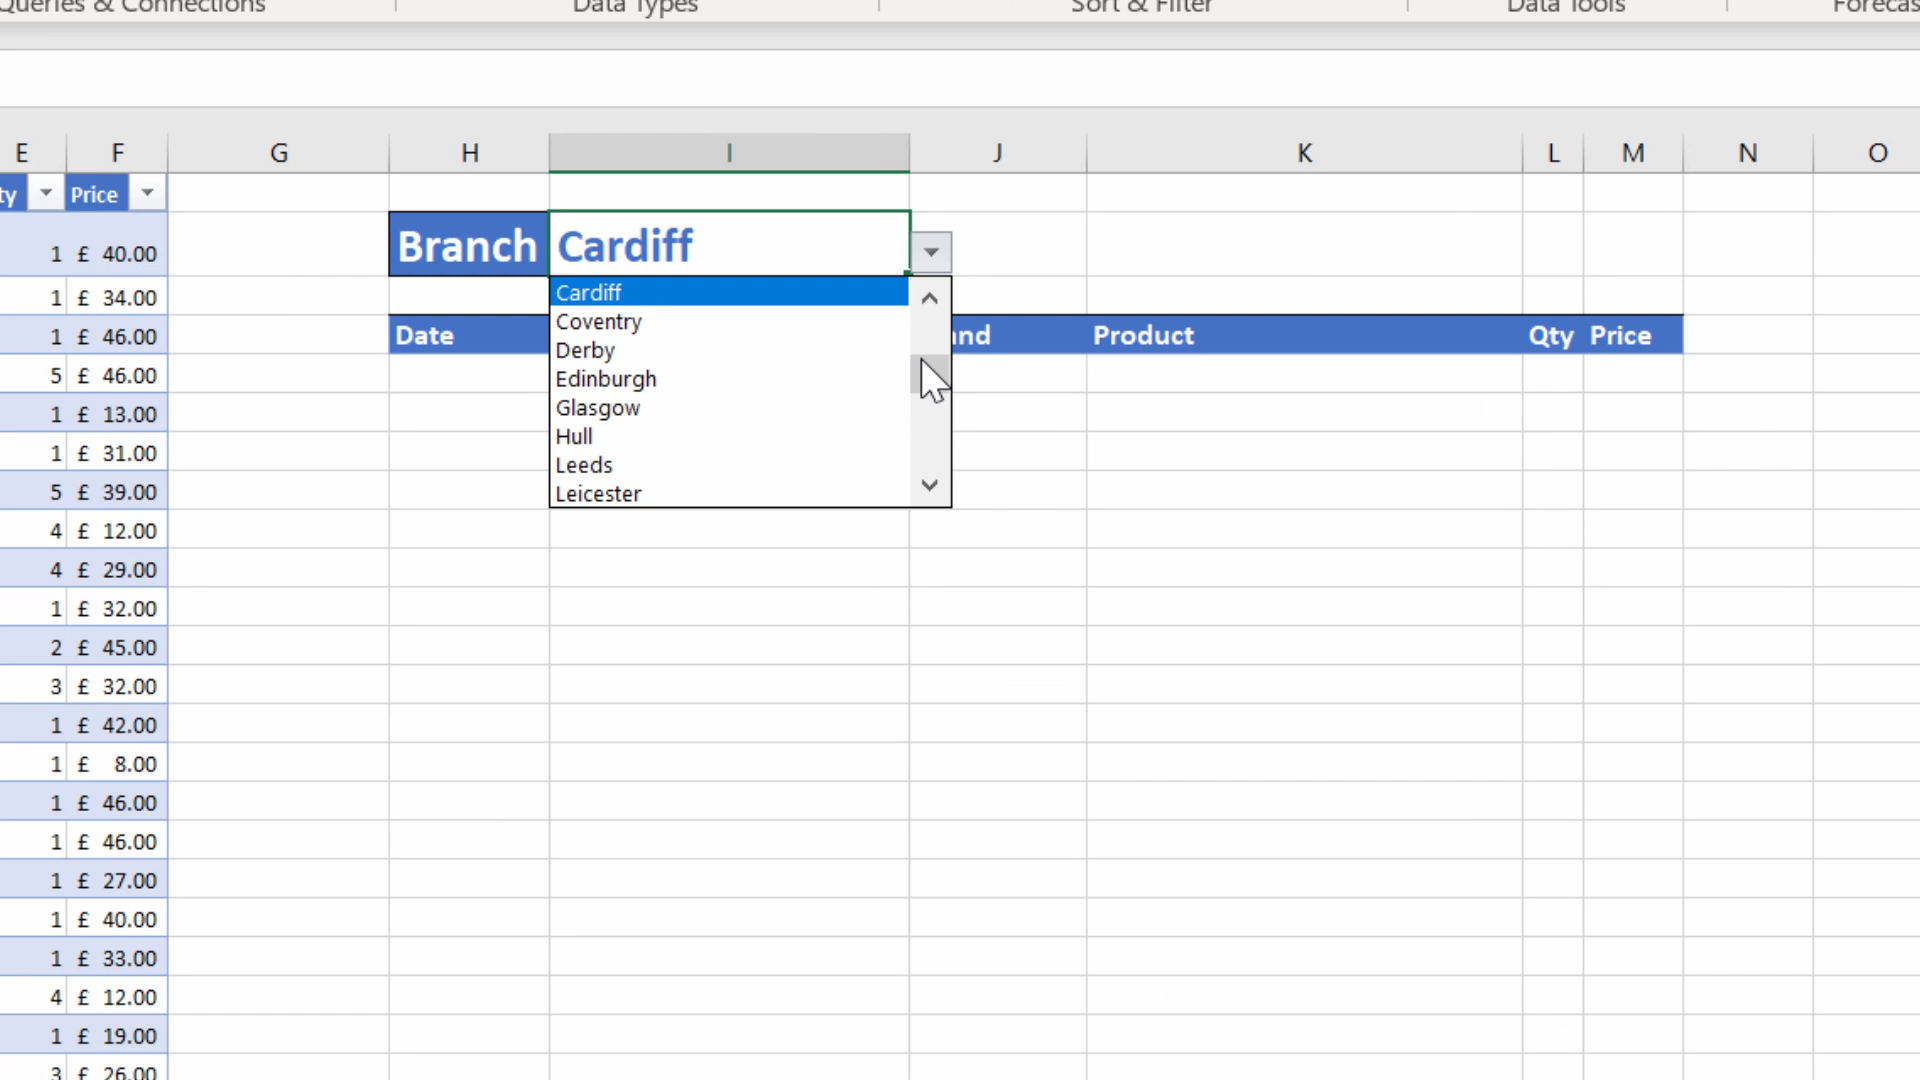 Queries & Connections Data Types Sort & Filter Data Tools Forecas
E F G H I J K L M N O
ty Price
Branch Cardiff
1 £ 40.00
Cardiff
1 £ 34.00
Coventry
Date and Product Qty Price
1 £ 46.00
Derby
5 £ 46.00
Edinburgh
1 £ 13.00
Glasgow
1 £ 31.00
Hull
Leeds
5 £ 39.00
Leicester
4 £ 12.00
4 £ 29.00
1 £ 32.00
2 £ 45.00
3 £ 32.00
1 £ 42.00
1 £ 8.00
1 £ 46.00
1 £ 46.00
1 £ 27.00
1 £ 40.00
1 £ 33.00
4 £ 12.00
1 £ 19.00
3 £ 26.00